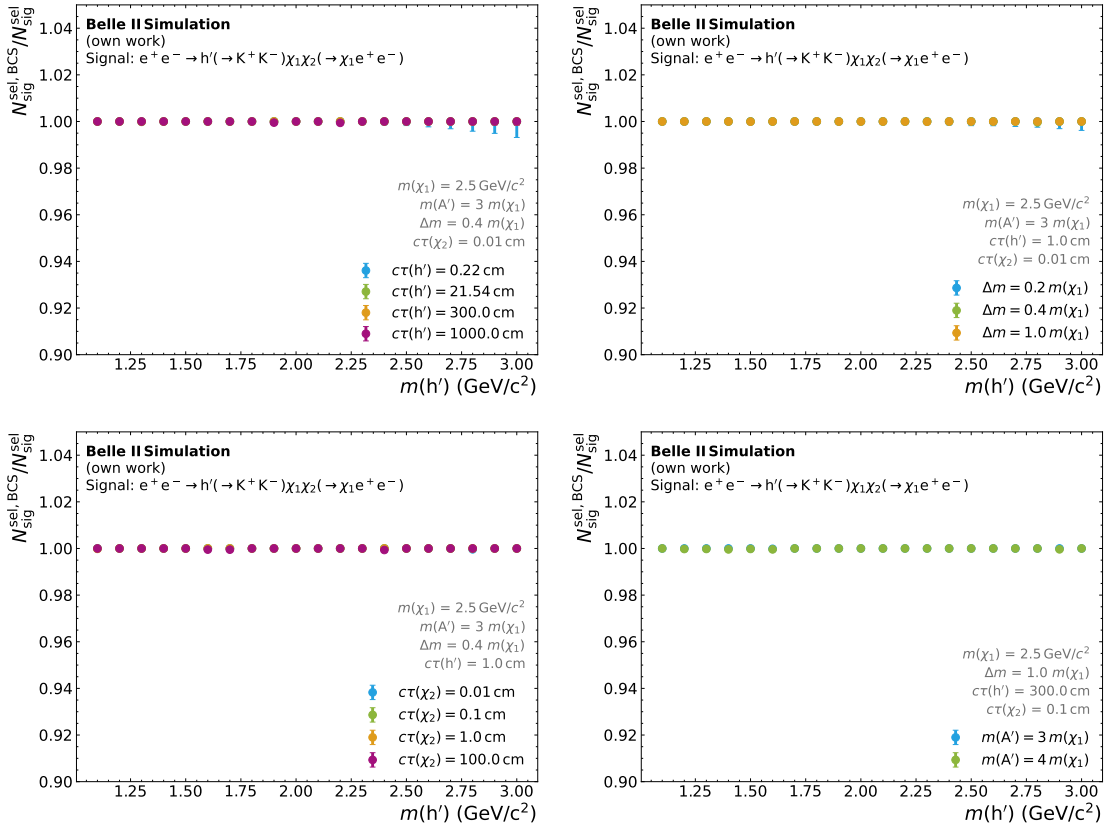 Belle II Simulation
(own work)
Signal: e⁺e⁻ → h′(→ K⁺K⁻)χ₁χ₂(→ χ₁e⁺e⁻)
N_sig^{sel, BCS}/N_sig^{sel}
1.04
1.02
1.00
0.98
0.96
0.94
0.92
0.90
m(χ₁) = 2.5 GeV/c²
m(A′) = 3 m(χ₁)
Δm = 0.4 m(χ₁)
cτ(χ₂) = 0.01 cm
cτ(h′) = 0.22 cm
cτ(h′) = 21.54 cm
cτ(h′) = 300.0 cm
cτ(h′) = 1000.0 cm
1.25 1.50 1.75 2.00 2.25 2.50 2.75 3.00
m(h′) (GeV/c²)
Belle II Simulation
(own work)
Signal: e⁺e⁻ → h′(→ K⁺K⁻)χ₁χ₂(→ χ₁e⁺e⁻)
N_sig^{sel, BCS}/N_sig^{sel}
1.04
1.02
1.00
0.98
0.96
0.94
0.92
0.90
m(χ₁) = 2.5 GeV/c²
m(A′) = 3 m(χ₁)
cτ(h′) = 1.0 cm
cτ(χ₂) = 0.01 cm
Δm = 0.2 m(χ₁)
Δm = 0.4 m(χ₁)
Δm = 1.0 m(χ₁)
1.25 1.50 1.75 2.00 2.25 2.50 2.75 3.00
m(h′) (GeV/c²)
Belle II Simulation
(own work)
Signal: e⁺e⁻ → h′(→ K⁺K⁻)χ₁χ₂(→ χ₁e⁺e⁻)
N_sig^{sel, BCS}/N_sig^{sel}
1.04
1.02
1.00
0.98
0.96
0.94
0.92
0.90
m(χ₁) = 2.5 GeV/c²
m(A′) = 3 m(χ₁)
Δm = 0.4 m(χ₁)
cτ(h′) = 1.0 cm
cτ(χ₂) = 0.01 cm
cτ(χ₂) = 0.1 cm
cτ(χ₂) = 1.0 cm
cτ(χ₂) = 100.0 cm
1.25 1.50 1.75 2.00 2.25 2.50 2.75 3.00
m(h′) (GeV/c²)
Belle II Simulation
(own work)
Signal: e⁺e⁻ → h′(→ K⁺K⁻)χ₁χ₂(→ χ₁e⁺e⁻)
N_sig^{sel, BCS}/N_sig^{sel}
1.04
1.02
1.00
0.98
0.96
0.94
0.92
0.90
m(χ₁) = 2.5 GeV/c²
Δm = 1.0 m(χ₁)
cτ(h′) = 300.0 cm
cτ(χ₂) = 0.1 cm
m(A′) = 3 m(χ₁)
m(A′) = 4 m(χ₁)
1.25 1.50 1.75 2.00 2.25 2.50 2.75 3.00
m(h′) (GeV/c²)